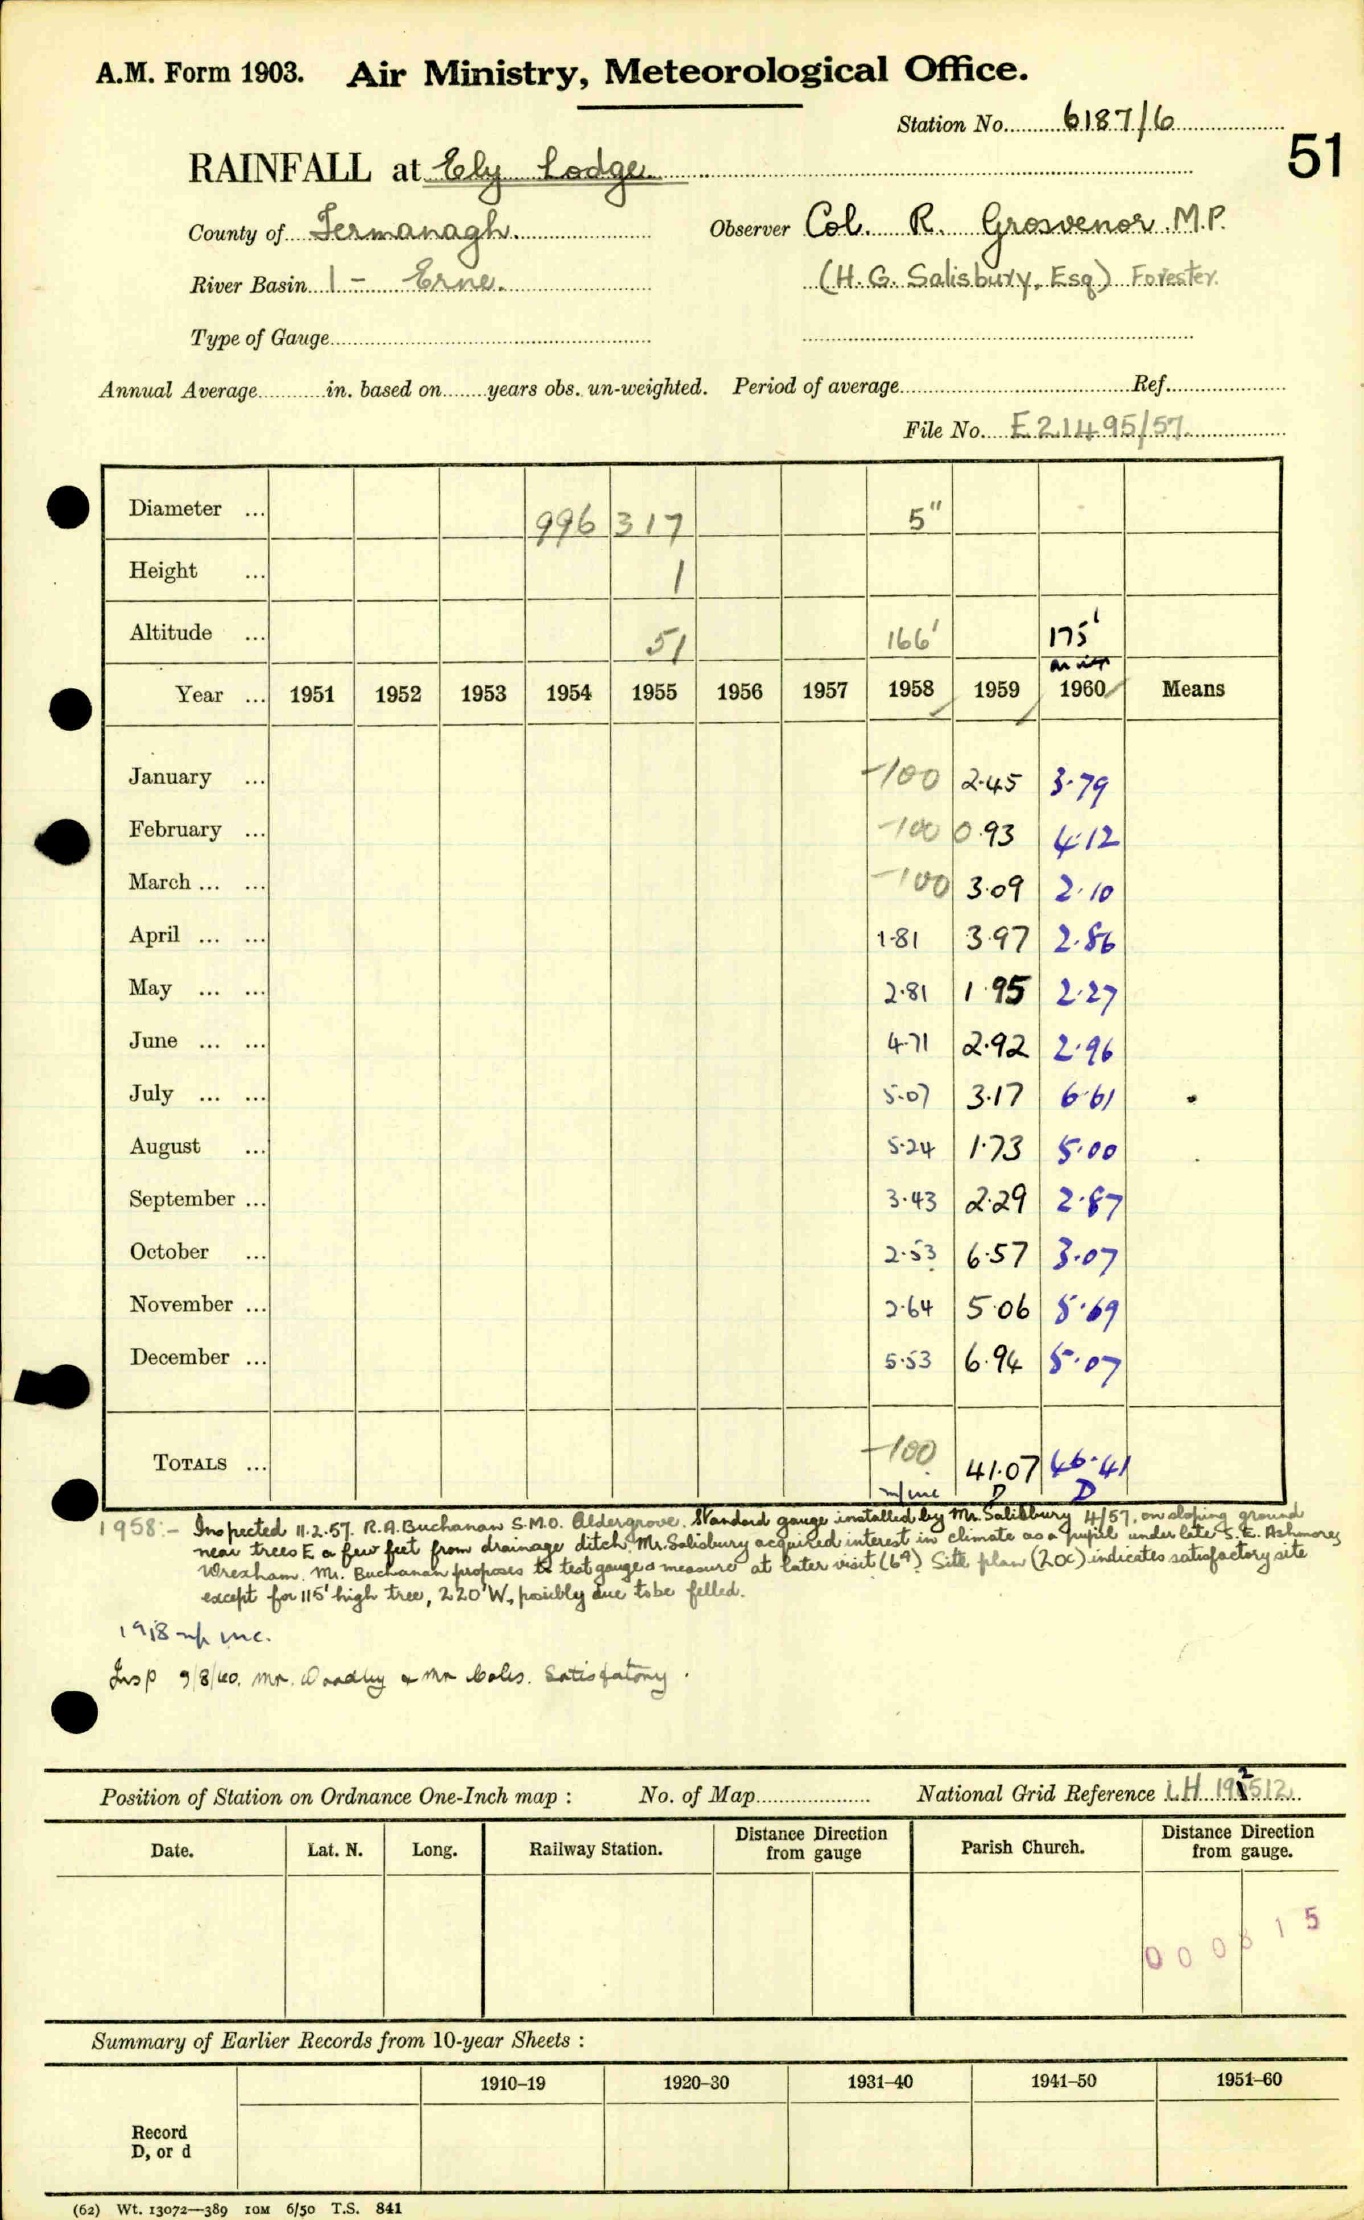 A.M. Form 1903. Air Ministry, Meteorological Office.
Station No. 6187/6
51
RAINFALL at Ely Lodge
County of Fermanagh. Observer Col. R. Grosvenor. M.P.
River Basin 1 - Erne. (H.G. Salisbury, Esq) Forester.
Type of Gauge
Annual Average in. based on years obs. un-weighted. Period of average Ref.
File No. E21495/57
Diameter ... 996 317 5"
Height ... 1
Altitude ... 51 166' 175'
Year ... 1951 1952 1953 1954 1955 1956 1957 1958 1959 1960 Means
January ... -100 2.45 3.79
February ... -100 0.93 4.12
March ... ... -100 3.09 2.10
April ... ... 1.81 3.97 2.86
May ... ... 2.81 1.95 2.27
June ... ... 4.71 2.92 2.96
July ... ... 5.07 3.17 6.61
August ... 5.24 1.73 5.00
September ... 3.43 2.29 2.87
October ... 2.53 6.57 3.07
November ... 2.64 5.06 5.69
December ... 5.53 6.94 5.07
TOTALS ... -100 41.07 46.41
D D
1958:- Inspected 11.2.57. R.A. Buchanan S.M.O. Aldergrove. Standard gauge installed by Mr. Salisbury 4/57, on sloping ground
near trees E a few feet from drainage ditch. Mr. Salisbury acquired interest in climate as a pupil under late S.E. Ashmore,
Wrexham. Mr. Buchanan proposes to test gauge & measure at later visit (6a). Site plan (20c) indicates satisfactory site
except for 115' high tree, 220' W., possibly due to be felled.
inc.
Insp 9/8/60. Mr. & Mr Satisfactory.
Position of Station on Ordnance One-Inch map : No. of Map National Grid Reference
Date. Lat. N. Long. Railway Station. Distance Direction from gauge Parish Church. Distance Direction from gauge.
15
Summary of Earlier Records from 10-year Sheets :
1910-19 1920-30 1931-40 1941-50 1951-60
Record
D, or d
(62) Wt. 13072—389 10M 6/50 T.S. 841